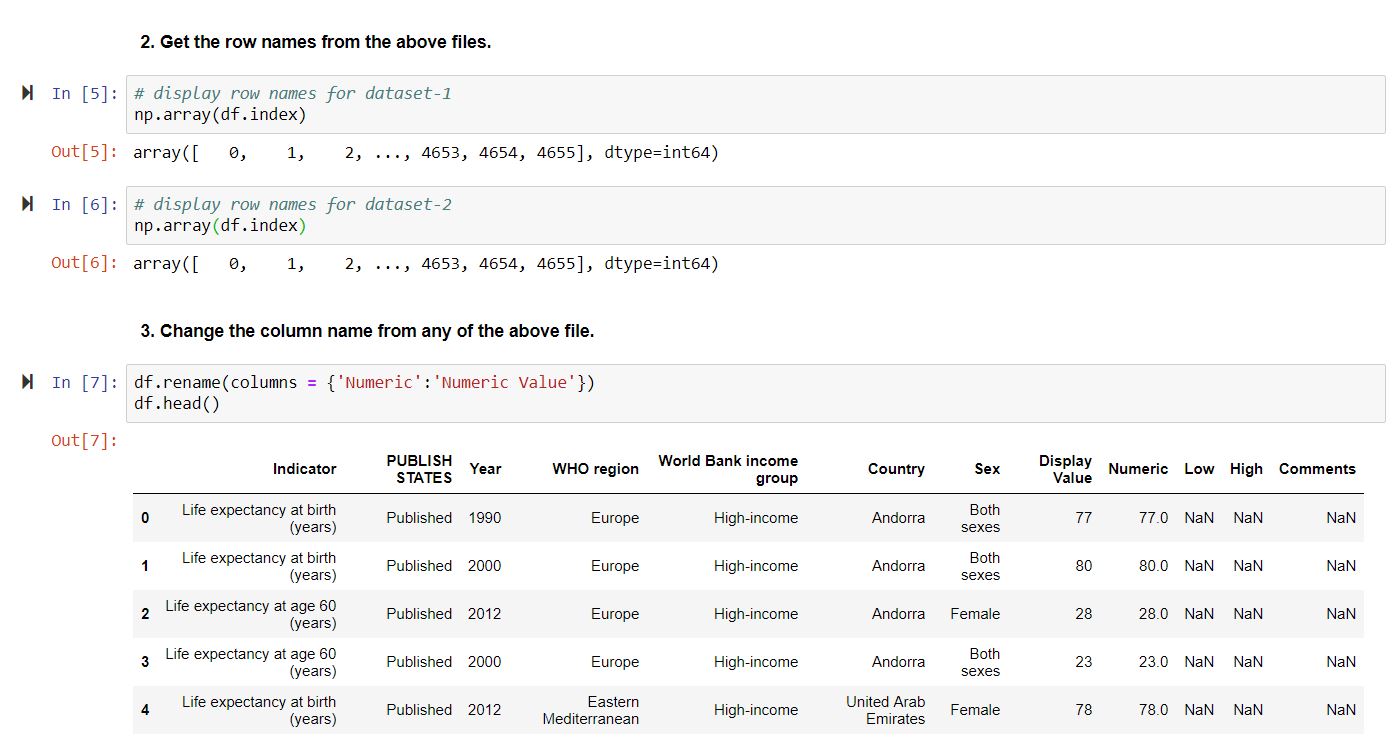 2. Get the row names from the above files.
In [5]: # display row names for dataset-1
np.array(df.index)
Out[5]: array([   0,    1,    2, ..., 4653, 4654, 4655], dtype=int64)
In [6]: # display row names for dataset-2
np.array(df.index)
Out[6]: array([   0,    1,    2, ..., 4653, 4654, 4655], dtype=int64)
3. Change the column name from any of the above file.
In [7]: df.rename(columns = {'Numeric':'Numeric Value'})
df.head()
Out[7]:
Indicator PUBLISH STATES Year WHO region World Bank income group Country Sex Display Value Numeric Low High Comments
0 Life expectancy at birth (years) Published 1990 Europe High-income Andorra Both sexes 77 77.0 NaN NaN NaN
1 Life expectancy at birth (years) Published 2000 Europe High-income Andorra Both sexes 80 80.0 NaN NaN NaN
2 Life expectancy at age 60 (years) Published 2012 Europe High-income Andorra Female 28 28.0 NaN NaN NaN
3 Life expectancy at age 60 (years) Published 2000 Europe High-income Andorra Both sexes 23 23.0 NaN NaN NaN
4 Life expectancy at birth (years) Published 2012 Eastern Mediterranean High-income United Arab Emirates Female 78 78.0 NaN NaN NaN